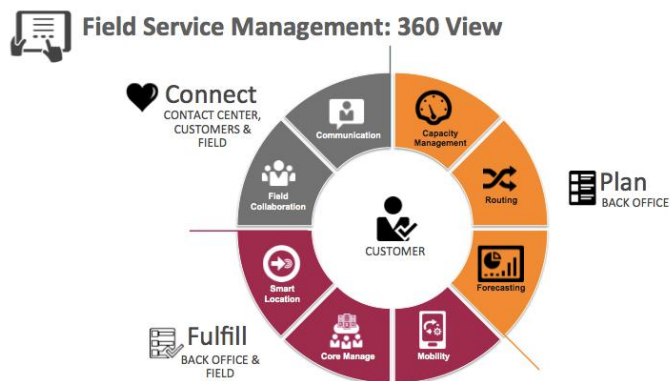 Field Service Management: 360 View
Connect
CONTACT CENTER,
CUSTOMERS &
FIELD
Communication
Capacity
Management
Field
Collaboration
Routing
Plan
BACK OFFICE
CUSTOMER
Smart
Location
Forecasting
Core Manage
Mobility
Fulfill
BACK OFFICE &
FIELD